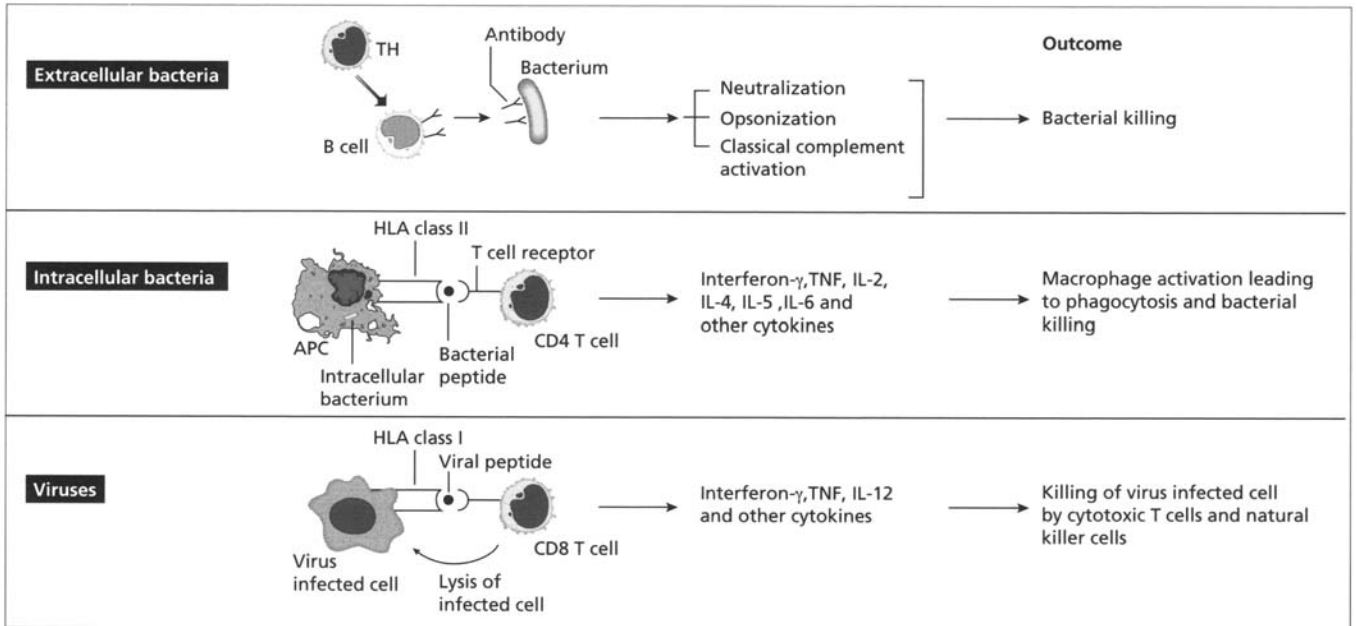 Outcome
Extracellular bacteria
TH
B cell
Antibody
Bacterium
Neutralization
Opsonization
Classical complement
activation
Bacterial killing
Intracellular bacteria
HLA class II
T cell receptor
APC
Intracellular
bacterium
Bacterial
peptide
CD4 T cell
Interferon-γ,TNF, IL-2,
IL-4, IL-5 ,IL-6 and
other cytokines
Macrophage activation leading
to phagocytosis and bacterial
killing
Viruses
HLA class I
Viral peptide
Virus
infected cell
Lysis of
infected cell
CD8 T cell
Interferon-γ,TNF, IL-12
and other cytokines
Killing of virus infected cell
by cytotoxic T cells and natural
killer cells